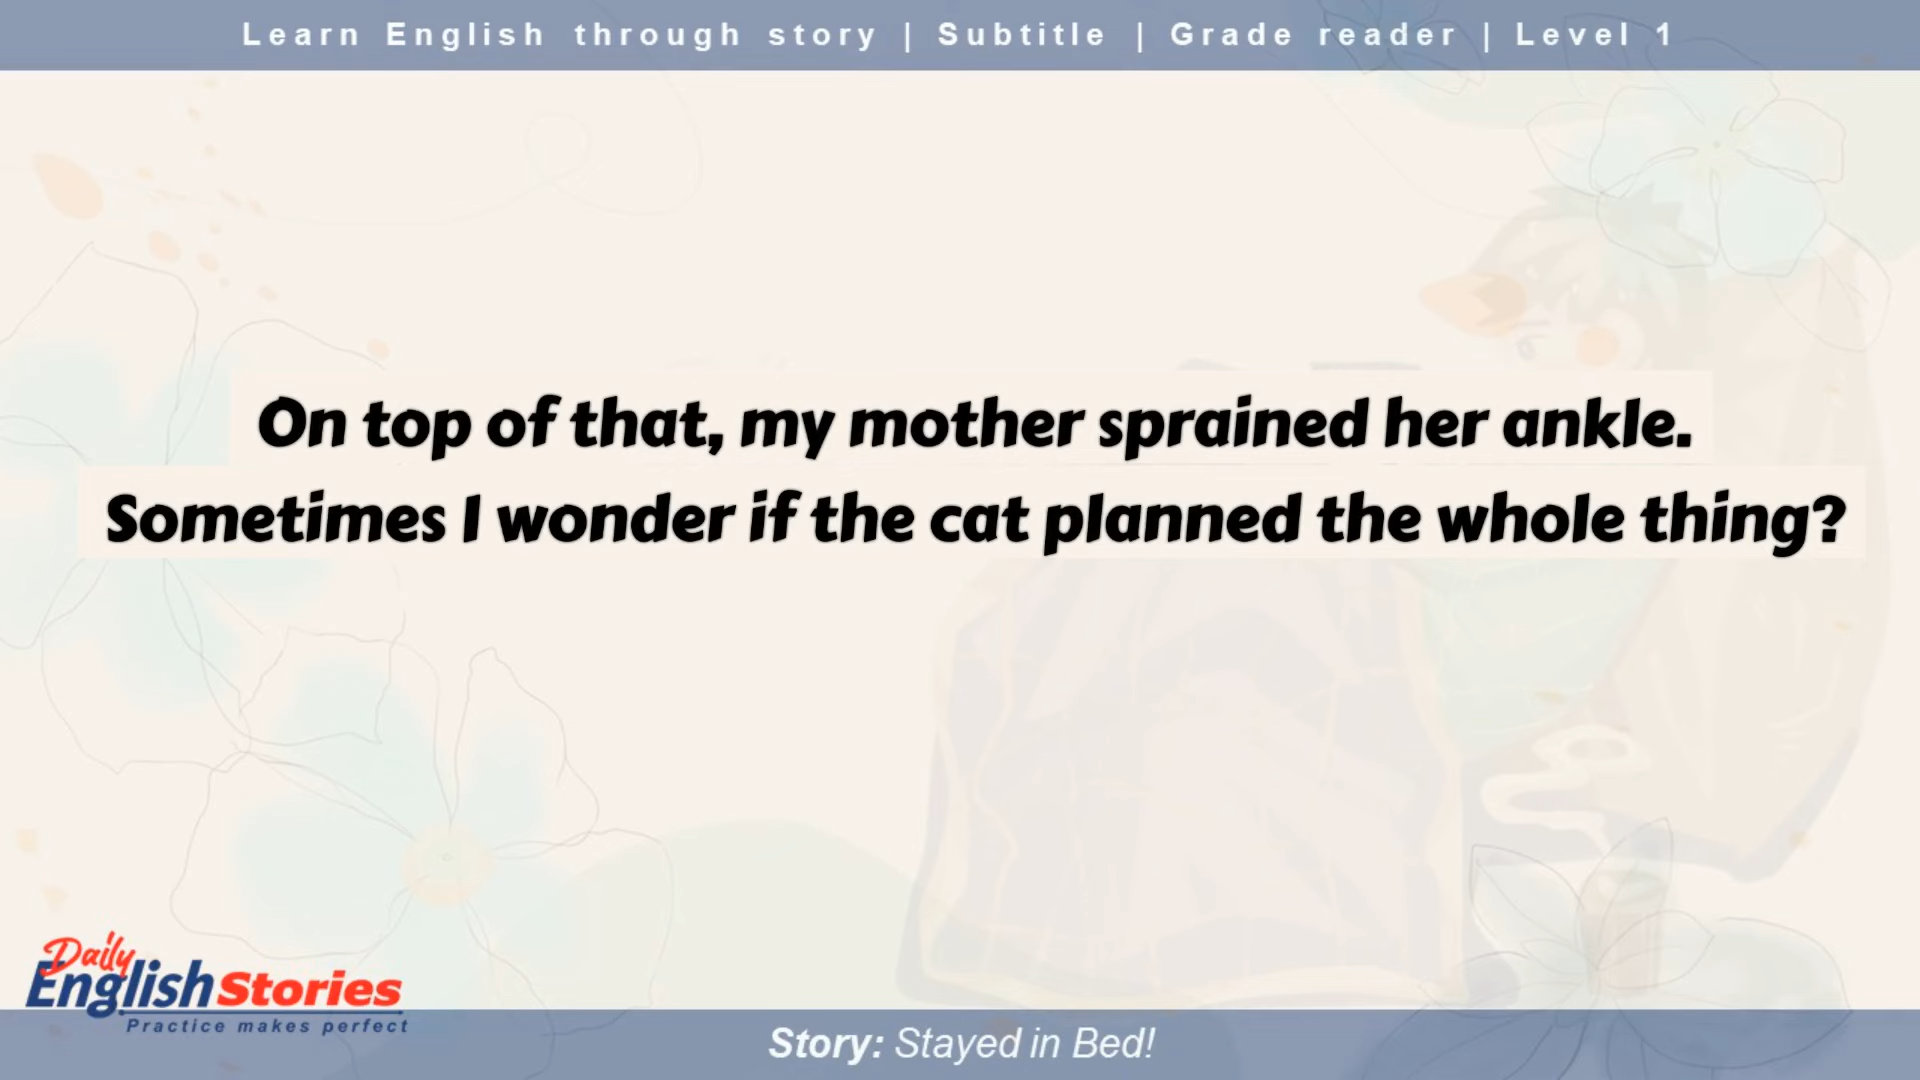 Learn English through story | Subtitle | Grade reader | Level 1
On top of that, my mother sprained her ankle.
Sometimes I wonder if the cat planned the whole thing?
Daily
English Stories
Practice makes perfect
Story: Stayed in Bed!